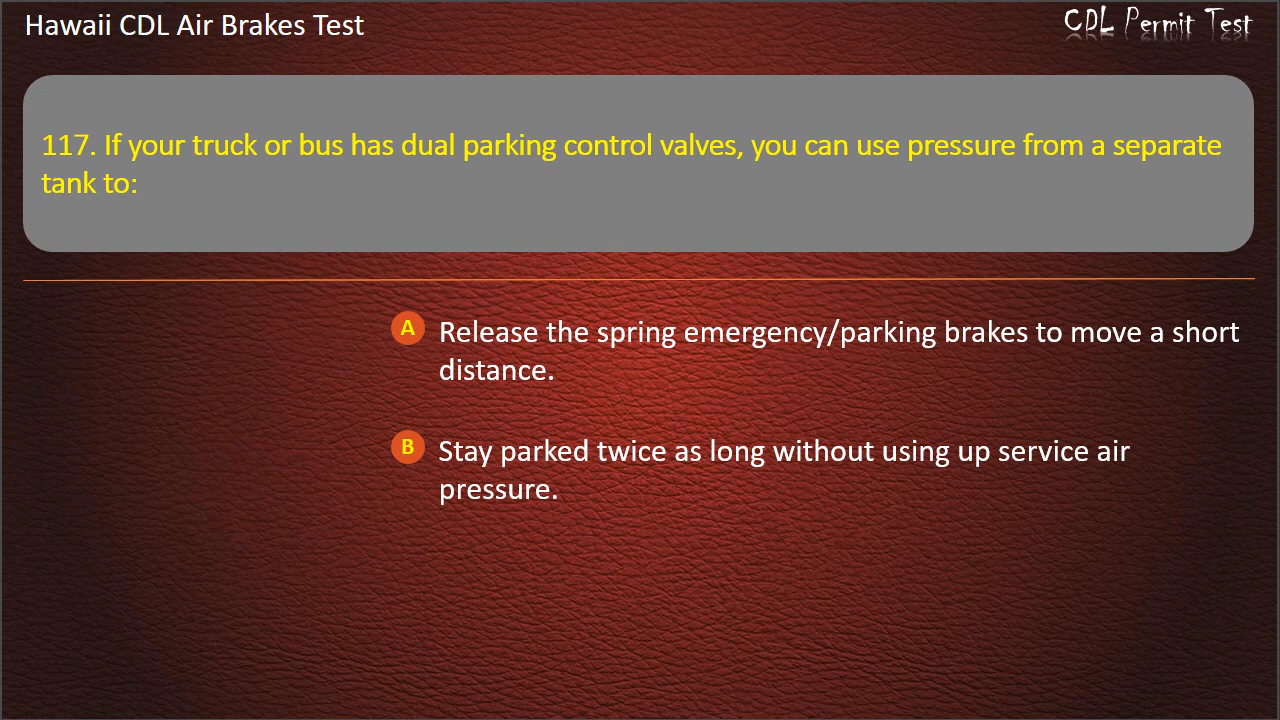 Hawaii CDL Air Brakes Test
CDL Permit Test
117. If your truck or bus has dual parking control valves, you can use pressure from a separate
tank to:
A Release the spring emergency/parking brakes to move a short
distance.
B Stay parked twice as long without using up service air
pressure.